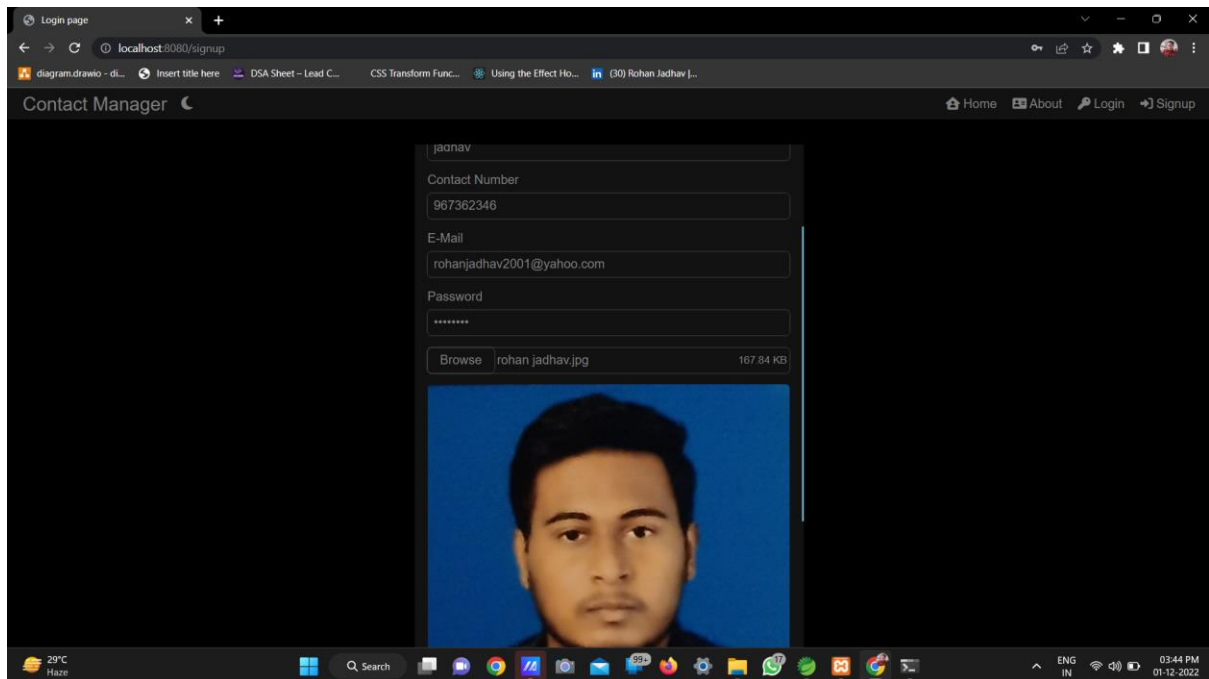 Login page
localhost:8080/signup
diagram.drawio - di... Insert title here DSA Sheet – Lead C... CSS Transform Func... Using the Effect Ho... in (30) Rohan Jadhav |...
Contact Manager Home About Login Signup
jadhav
Contact Number
967362346
E-Mail
rohanjadhav2001@yahoo.com
Password
••••••••
Browse rohan jadhav.jpg 167.84 KB
29°C
Haze
Search
99+
17
ENG
IN
03:44 PM
01-12-2022